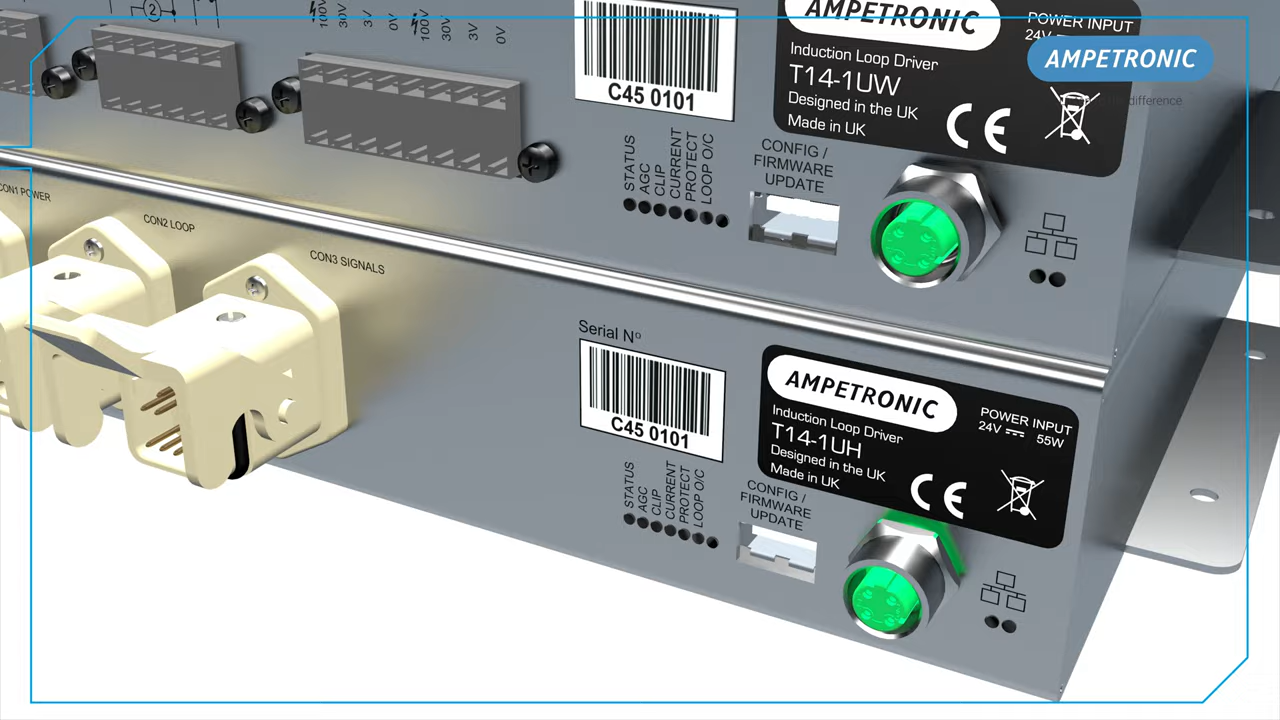 2
100V
30V
3V
0V
100V
30V
3V
0V
C45 0101
AMPETRONIC
Induction Loop Driver
T14-1UW
Designed in the UK
Made in UK
POWER INPUT
24V
AMPETRONIC
difference
STATUS
AGC
CLIP
CURRENT
PROTECT
LOOP O/C
CONFIG /
FIRMWARE
UPDATE
CON1 POWER
CON2 LOOP
CON3 SIGNALS
Serial Nº
C45 0101
AMPETRONIC
Induction Loop Driver
T14-1UH
Designed in the UK
Made in UK
POWER INPUT
24V 55W
STATUS
AGC
CLIP
CURRENT
PROTECT
LOOP O/C
CONFIG /
FIRMWARE
UPDATE